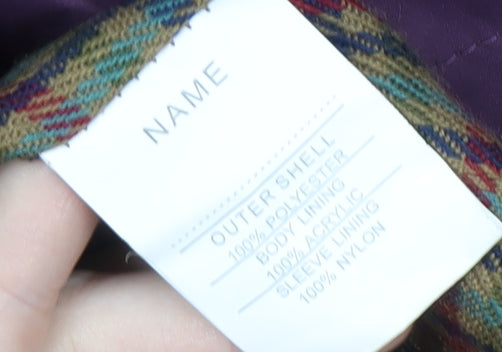 NAME
OUTER SHELL
100% POLYESTER
BODY LINING
100% ACRYLIC
SLEEVE LINING
100% NYLON